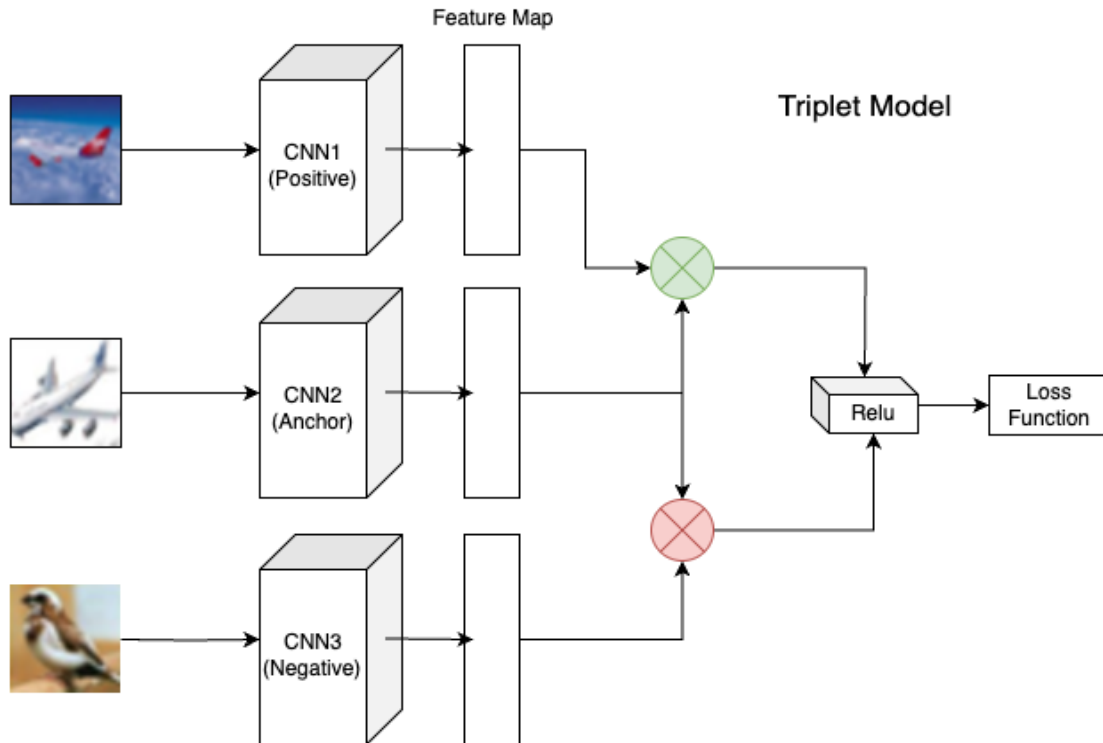 Feature Map
Triplet Model
CNN1
(Positive)
CNN2
(Anchor)
Relu
Loss
Function
CNN3
(Negative)